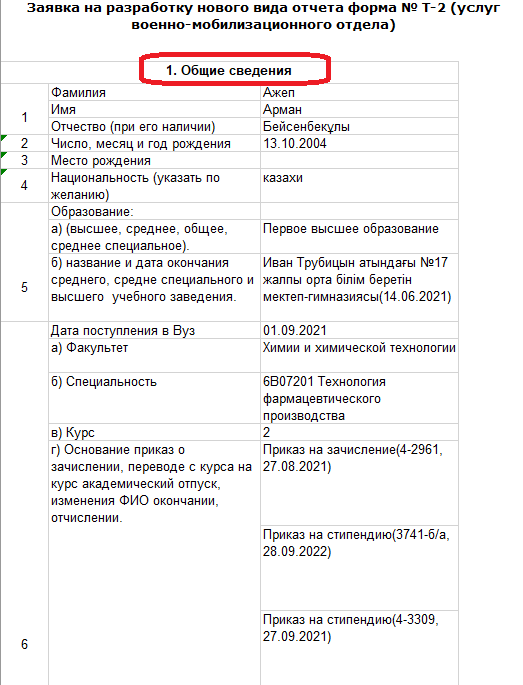 Заявка на разработку нового вида отчета форма № Т-2 (услуг
военно-мобилизационного отдела)
1. Общие сведения
1
Фамилия
Ажеп
Имя
Арман
Отчество (при его наличии)
Бейсенбекұлы
2
Число, месяц и год рождения
13.10.2004
3
Место рождения
4
Национальность (указать по
желанию)
казахи
5
Образование:
а) (высшее, среднее, общее,
среднее специальное).
Первое высшее образование
б) название и дата окончания
среднего, средне специального и
высшего учебного заведения.
Иван Трубицын атындағы №17
жалпы орта білім беретін
мектеп-гимназиясы(14.06.2021)
6
Дата поступления в Вуз
01.09.2021
а) Факультет
Химии и химической технологии
б) Специальность
6В07201 Технология
фармацевтического
производства
в) Курс
2
г) Основание приказ о
зачислении, переводе с курса на
курс академический отпуск,
изменения ФИО окончании,
отчислении.
Приказ на зачисление(4-2961,
27.08.2021)
Приказ на стипендию(3741-б/а,
28.09.2022)
Приказ на стипендию(4-3309,
27.09.2021)